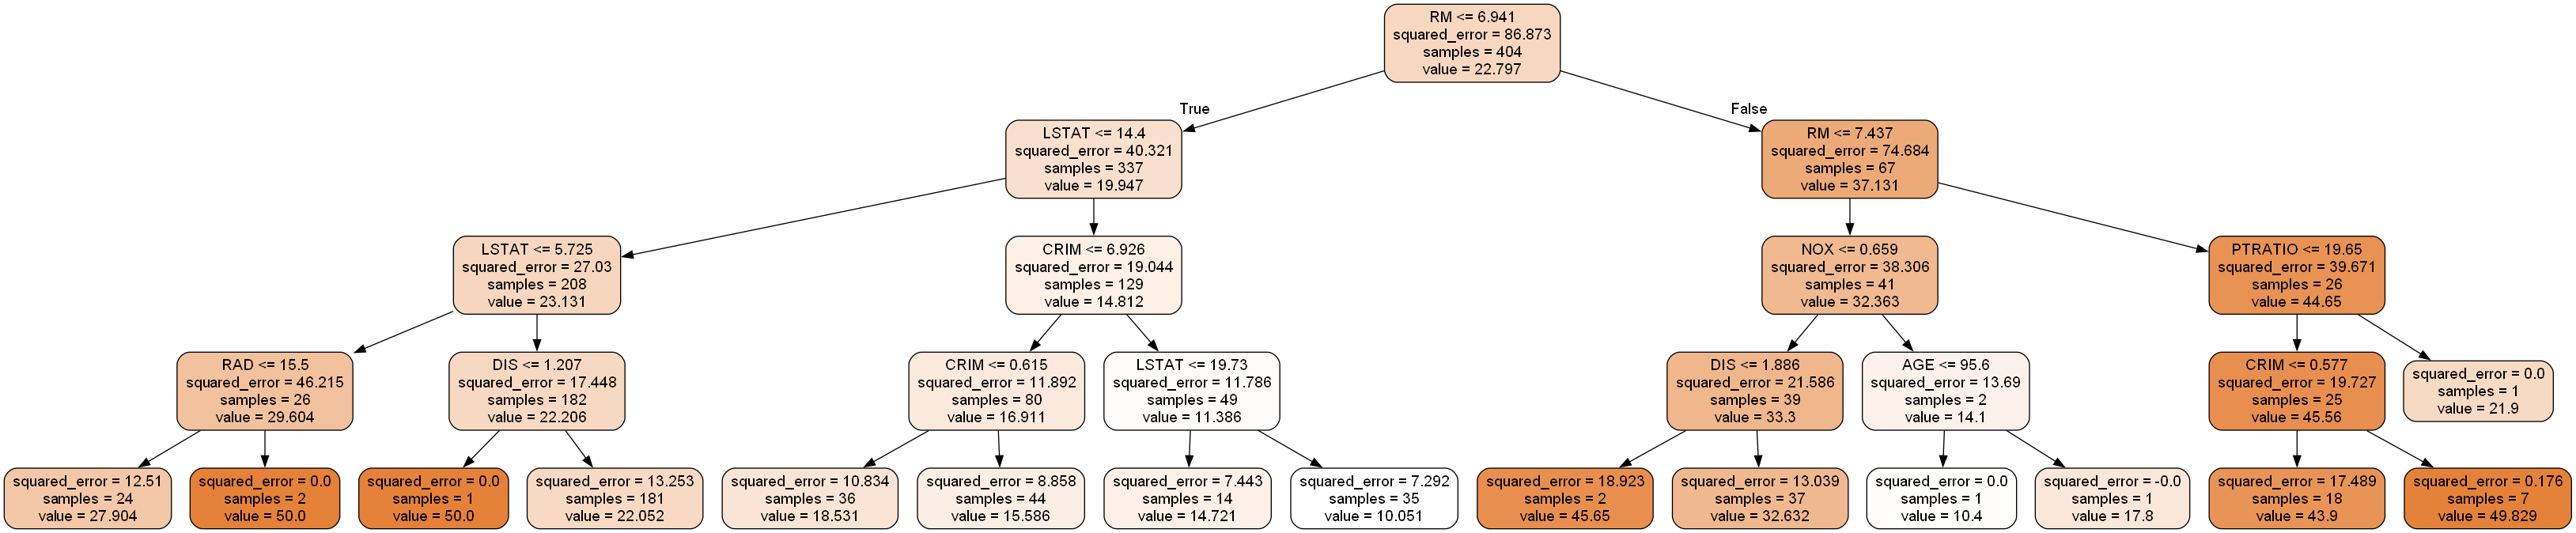 RM <= 6.941
squared_error = 86.873
samples = 404
value = 22.797
True
False
LSTAT <= 14.4
squared_error = 40.321
samples = 337
value = 19.947
RM <= 7.437
squared_error = 74.684
samples = 67
value = 37.131
LSTAT <= 5.725
squared_error = 27.03
samples = 208
value = 23.131
CRIM <= 6.926
squared_error = 19.044
samples = 129
value = 14.812
NOX <= 0.659
squared_error = 38.306
samples = 41
value = 32.363
PTRATIO <= 19.65
squared_error = 39.671
samples = 26
value = 44.65
RAD <= 15.5
squared_error = 46.215
samples = 26
value = 29.604
DIS <= 1.207
squared_error = 17.448
samples = 182
value = 22.206
CRIM <= 0.615
squared_error = 11.892
samples = 80
value = 16.911
LSTAT <= 19.73
squared_error = 11.786
samples = 49
value = 11.386
DIS <= 1.886
squared_error = 21.586
samples = 39
value = 33.3
AGE <= 95.6
squared_error = 13.69
samples = 2
value = 14.1
CRIM <= 0.577
squared_error = 19.727
samples = 25
value = 45.56
squared_error = 0.0
samples = 1
value = 21.9
squared_error = 12.51
samples = 24
value = 27.904
squared_error = 0.0
samples = 2
value = 50.0
squared_error = 0.0
samples = 1
value = 50.0
squared_error = 13.253
samples = 181
value = 22.052
squared_error = 10.834
samples = 36
value = 18.531
squared_error = 8.858
samples = 44
value = 15.586
squared_error = 7.443
samples = 14
value = 14.721
squared_error = 7.292
samples = 35
value = 10.051
squared_error = 18.923
samples = 2
value = 45.65
squared_error = 13.039
samples = 37
value = 32.632
squared_error = 0.0
samples = 1
value = 10.4
squared_error = -0.0
samples = 1
value = 17.8
squared_error = 17.489
samples = 18
value = 43.9
squared_error = 0.176
samples = 7
value = 49.829